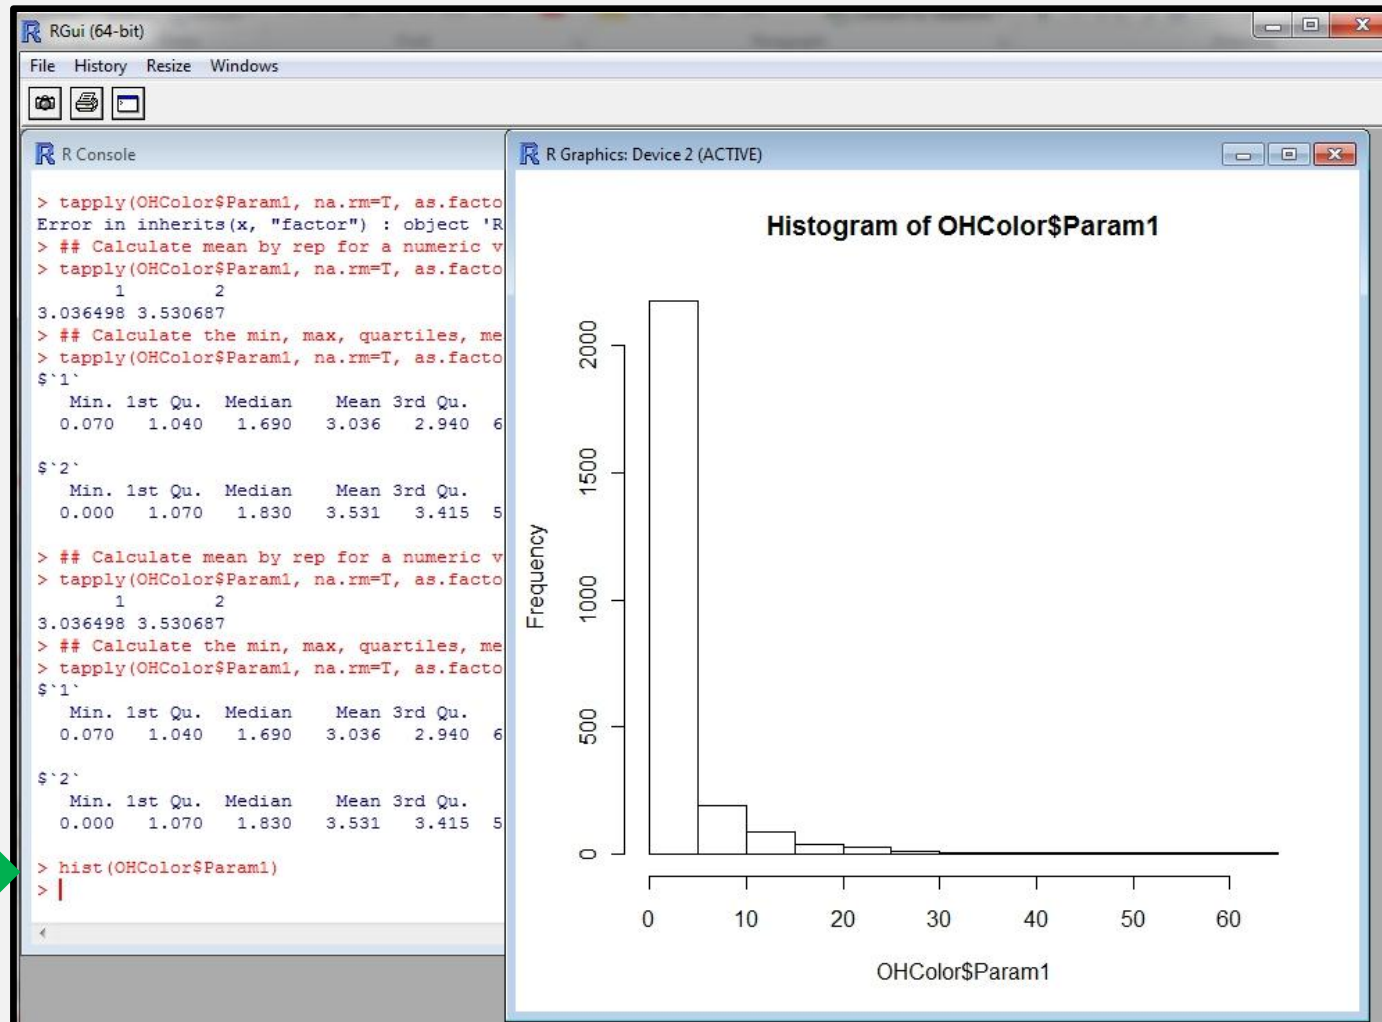 RGui (64-bit)
File History Resize Windows
R Console
> tapply(OHColor$Param1, na.rm=T, as.facto
Error in inherits(x, "factor") : object 'R
> ## Calculate mean by rep for a numeric v
> tapply(OHColor$Param1, na.rm=T, as.facto
1 2
3.036498 3.530687
> ## Calculate the min, max, quartiles, me
> tapply(OHColor$Param1, na.rm=T, as.facto
$`1`
Min. 1st Qu. Median Mean 3rd Qu.
0.070 1.040 1.690 3.036 2.940 6
$`2`
Min. 1st Qu. Median Mean 3rd Qu.
0.000 1.070 1.830 3.531 3.415 5
> ## Calculate mean by rep for a numeric v
> tapply(OHColor$Param1, na.rm=T, as.facto
1 2
3.036498 3.530687
> ## Calculate the min, max, quartiles, me
> tapply(OHColor$Param1, na.rm=T, as.facto
$`1`
Min. 1st Qu. Median Mean 3rd Qu.
0.070 1.040 1.690 3.036 2.940 6
$`2`
Min. 1st Qu. Median Mean 3rd Qu.
0.000 1.070 1.830 3.531 3.415 5
> hist(OHColor$Param1)
>
R Graphics: Device 2 (ACTIVE)
Histogram of OHColor$Param1
Frequency
2000
1500
1000
500
0
0 10 20 30 40 50 60
OHColor$Param1